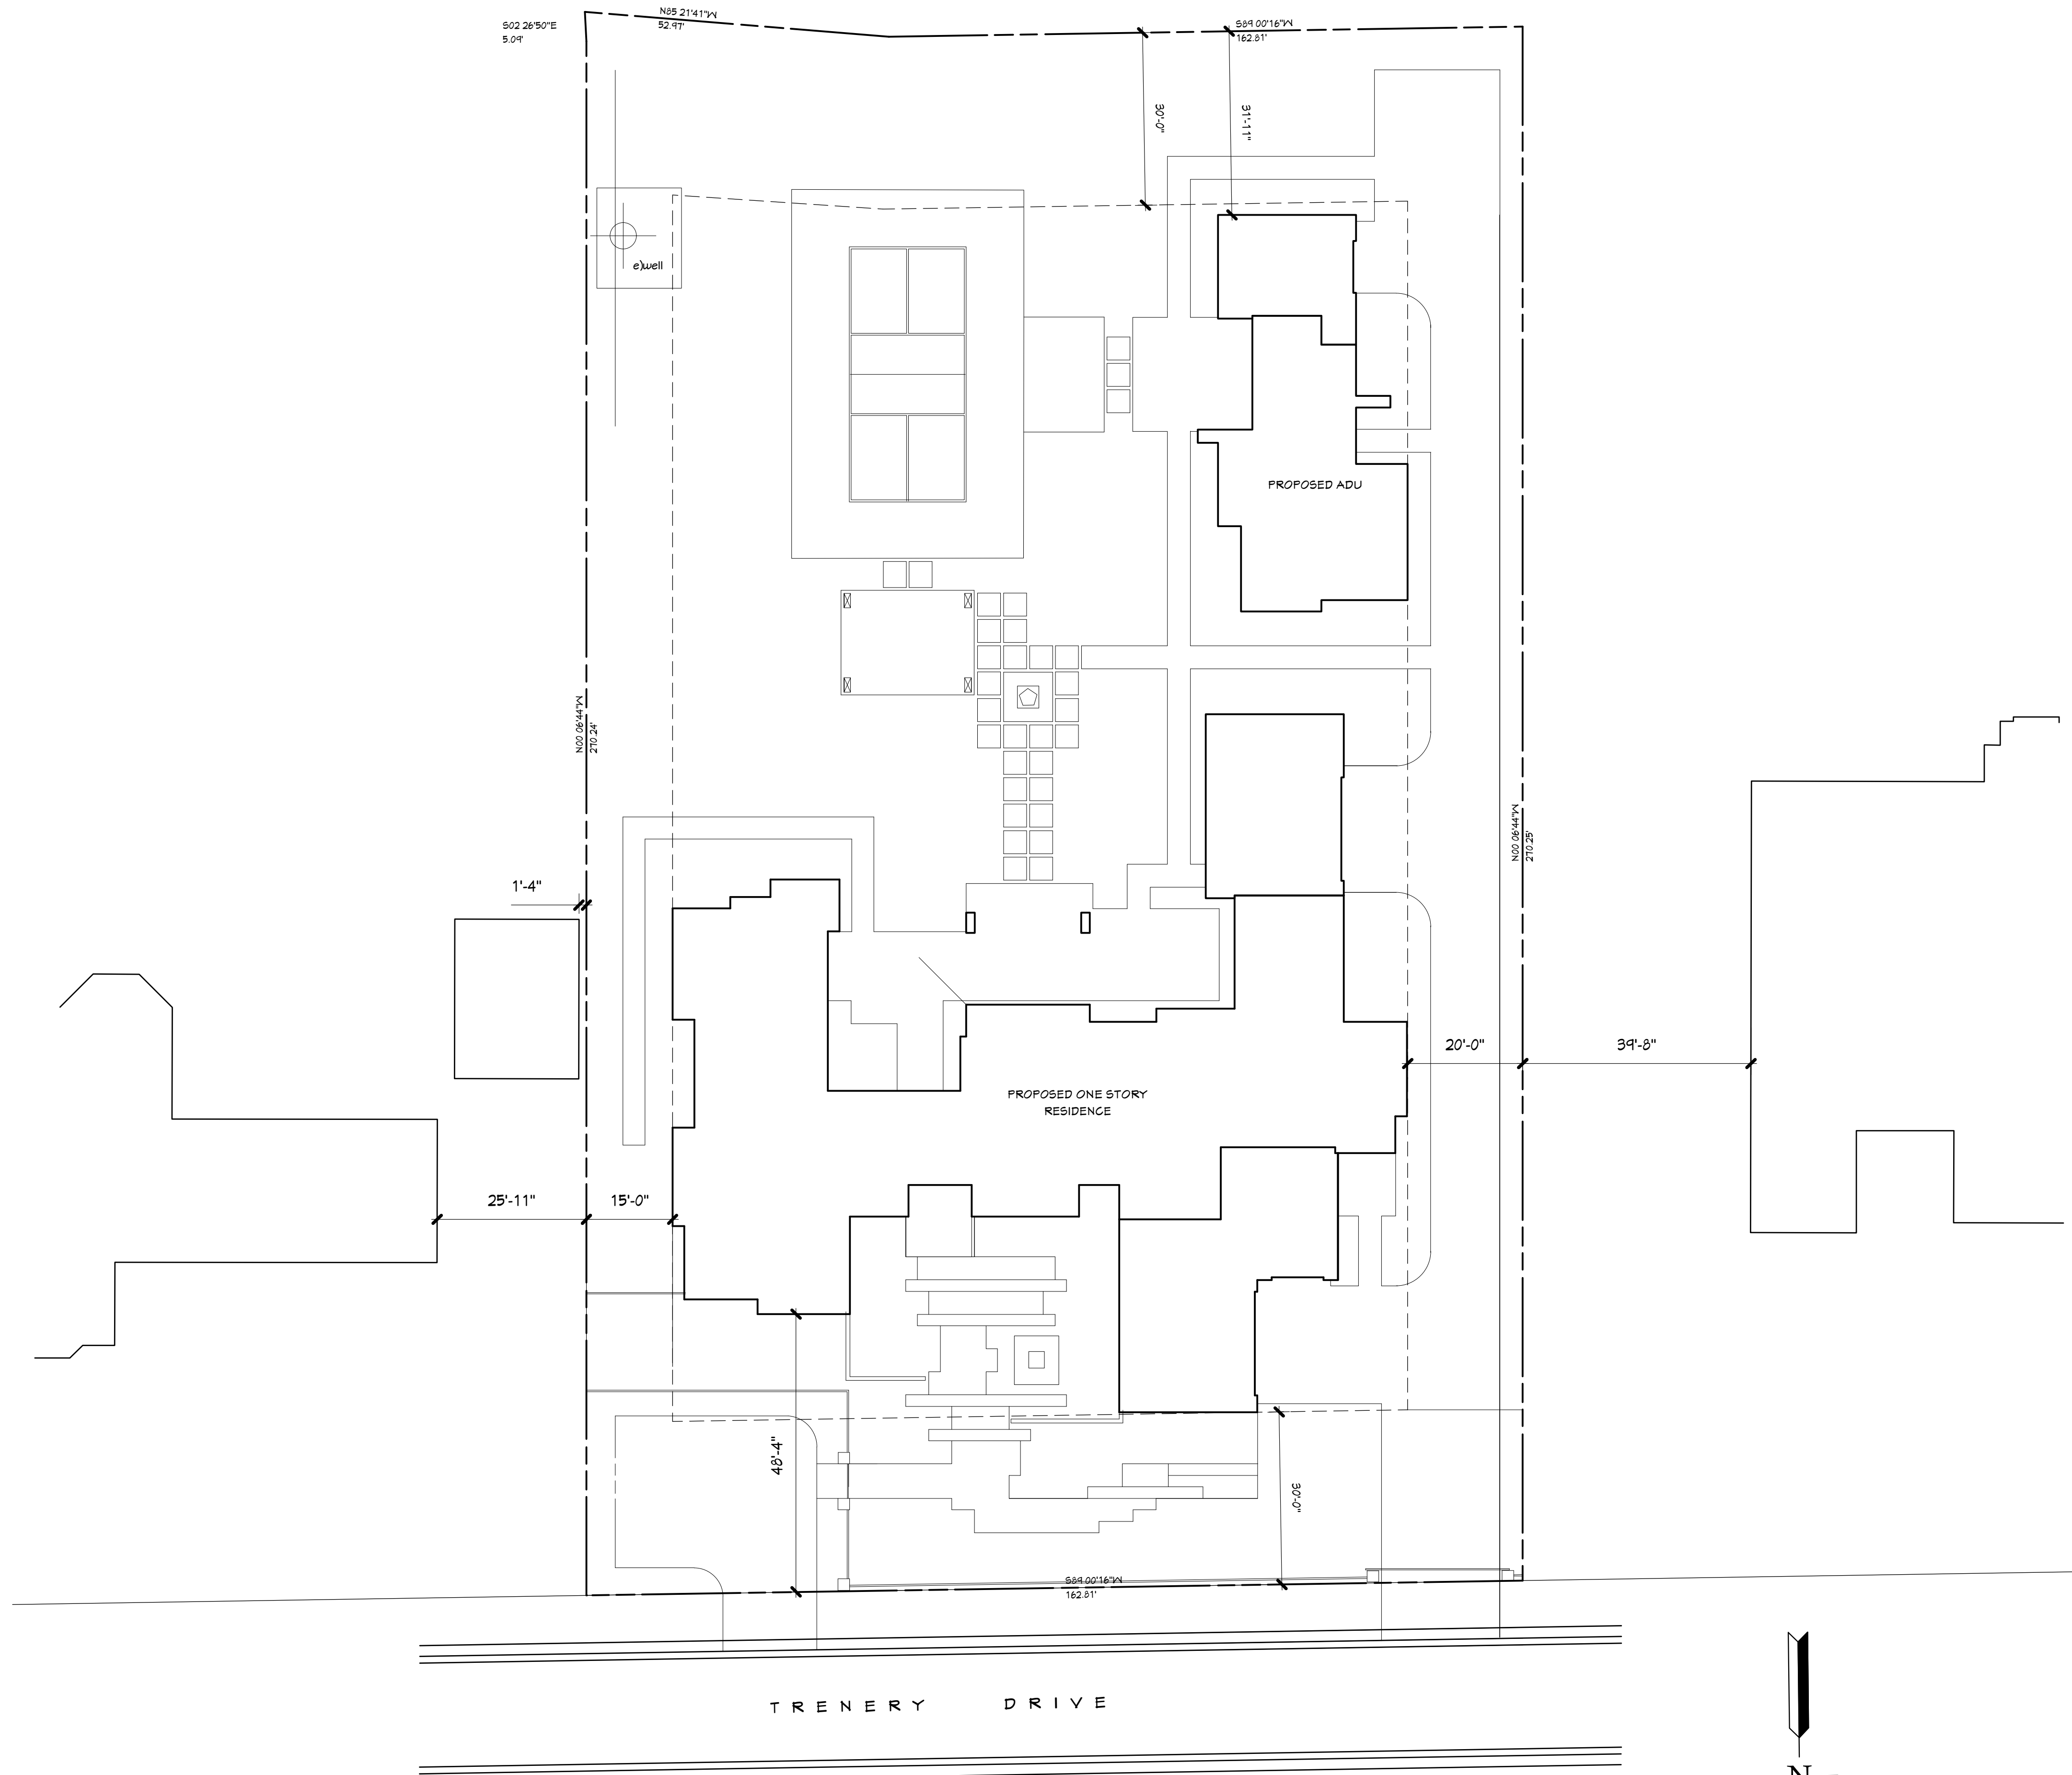 S02 26'50"E
5.09'
N85 21'41"W
52.97'
S89 00'16"W
162.81'
30'-0"
31'-11"
e)well
PROPOSED ADU
N00 06'44"W
270.24'
N00 06'44"W
270.25'
1'-4"
20'-0"
39'-8"
PROPOSED ONE STORY
RESIDENCE
25'-11"
15'-0"
48'-4"
30'-0"
S89 00'16"W
162.81'
TRENERY DRIVE
N